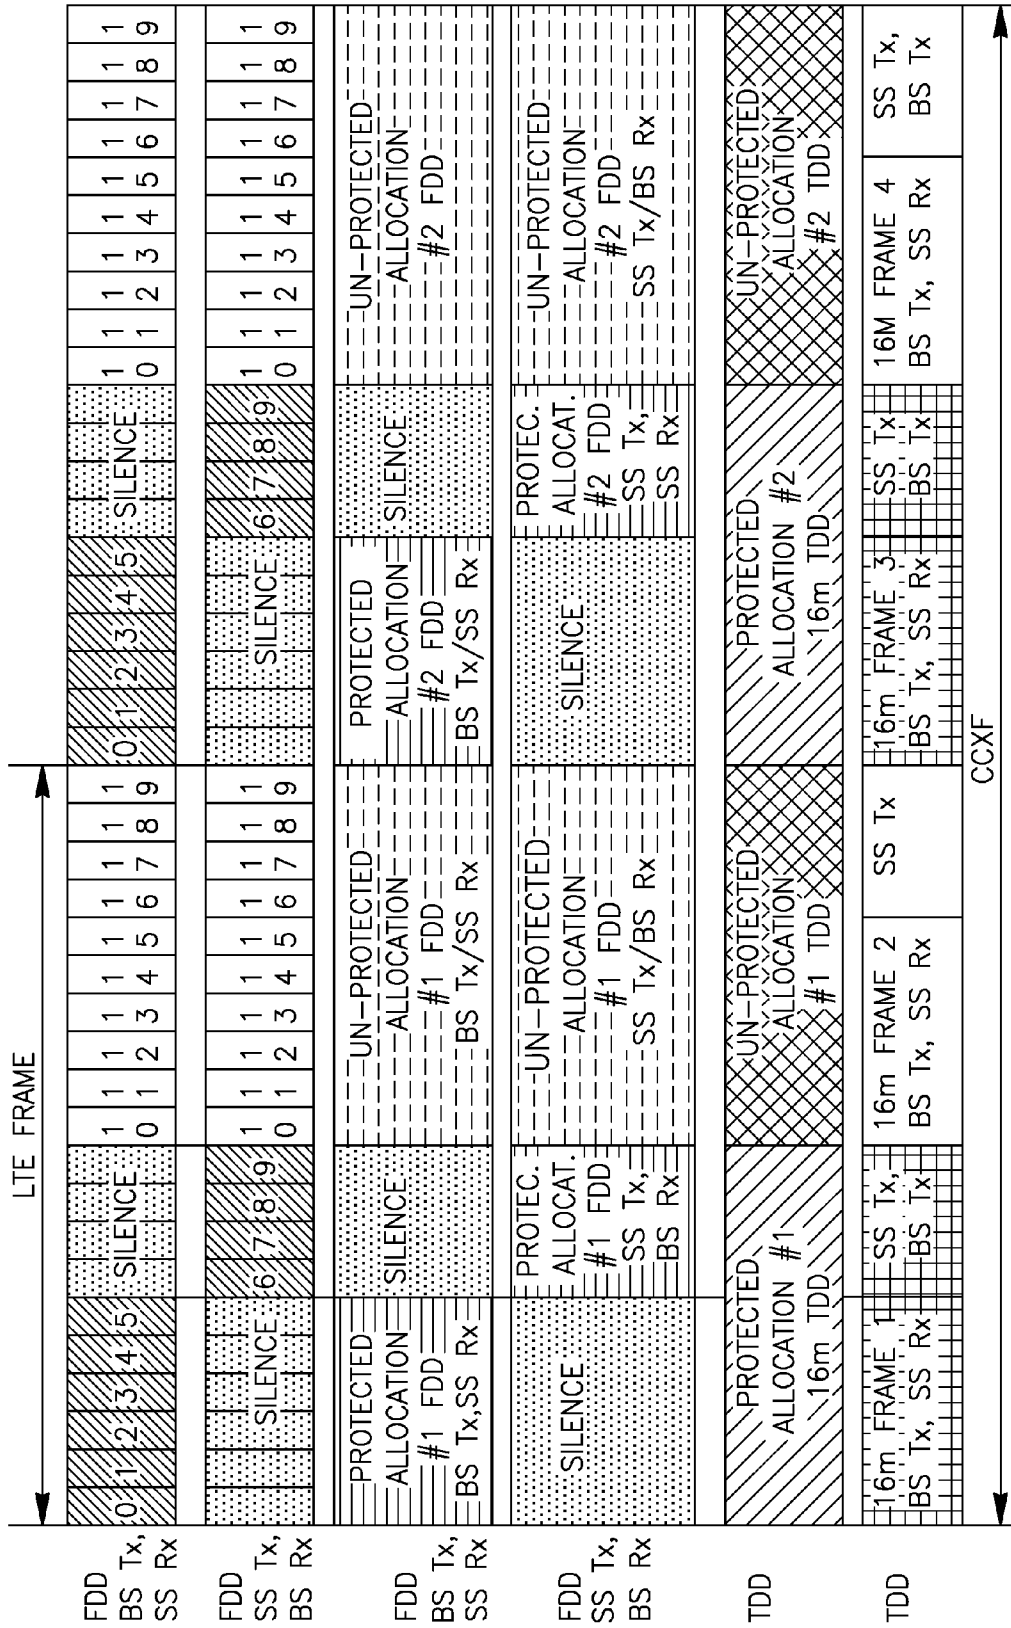 LTE FRAME
FDD
BS Tx,
SS Rx
0 1 2 3 4 5
SILENCE
1 1 1 1 1 1 1 1 1 1
0 1 2 3 4 5 6 7 8 9
0 1 2 3 4 5
SILENCE
1 1 1 1 1 1 1 1 1 1
0 1 2 3 4 5 6 7 8 9
FDD
SS Tx,
BS Rx
SILENCE
6 7 8 9
1 1 1 1 1 1 1 1 1 1
0 1 2 3 4 5 6 7 8 9
SILENCE
6 7 8 9
1 1 1 1 1 1 1 1 1 1
0 1 2 3 4 5 6 7 8 9
FDD
BS Tx,
SS Rx
PROTECTED
ALLOCATION
#1 FDD
BS Tx,SS Rx
SILENCE
UN-PROTECTED
ALLOCATION
#1 FDD
BS Tx/SS Rx
PROTECTED
ALLOCATION
#2 FDD
BS Tx/SS Rx
SILENCE
UN-PROTECTED
ALLOCATION
#2 FDD
FDD
SS Tx,
BS Rx
SILENCE
PROTEC.
ALLOCAT.
#1 FDD
SS Tx,
BS Rx
UN-PROTECTED
ALLOCATION
#1 FDD
SS Tx/BS Rx
SILENCE
PROTEC.
ALLOCAT.
#2 FDD
SS Tx,
SS Rx
UN-PROTECTED
ALLOCATION
#2 FDD
SS Tx/BS Rx
TDD
PROTECTED
ALLOCATION #1
16m TDD
UN-PROTECTED
ALLOCATION
#1 TDD
PROTECTED
ALLOCATION #2
16m TDD
UN-PROTECTED
ALLOCATION
#2 TDD
TDD
16m FRAME 1
BS Tx, SS Rx
SS Tx,
BS Tx
16m FRAME 2
BS Tx, SS Rx
SS Tx
16m FRAME 3
BS Tx, SS Rx
SS Tx
BS Tx
16M FRAME 4
BS Tx, SS Rx
SS Tx,
BS Tx
CCXF